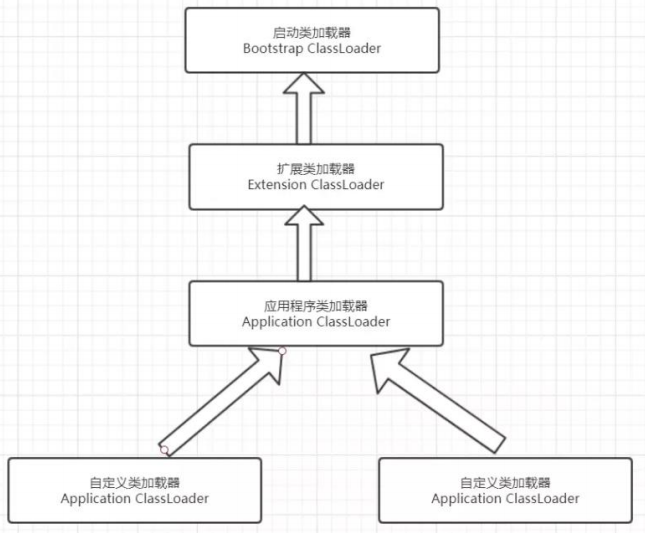 启动类加载器
Bootstrap ClassLoader
扩展类加载器
Extension ClassLoader
应用程序类加载器
Application ClassLoader
自定义类加载器
Application ClassLoader
自定义类加载器
Application ClassLoader